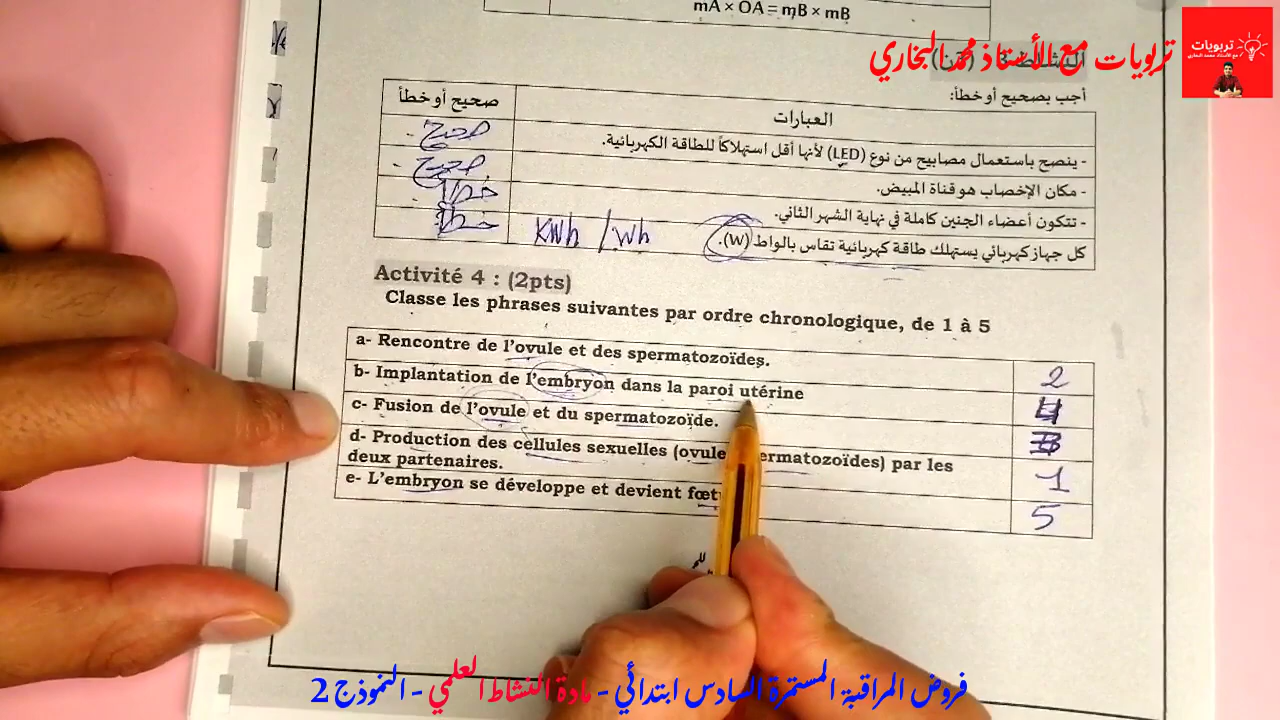 mA × OA = mB × mB
تربويات مع الأستاذ محمد البخاري
تربويات
مع الأستاذ محمد البخاري
أجب بصحيح أو خطأ:
العبارات
صحيح أو خطأ
- ينصح باستعمال مصابيح من نوع (LED) لأنها أقل استهلاكاً للطاقة الكهربائية.
صحيح
- مكان الإخصاب هو قناة المبيض.
صحيح
- تتكون أعضاء الجنين كاملة في نهاية الشهر الثاني.
خطأ
كل جهاز كهربائي يستهلك طاقة كهربائية تقاس بالواط (W).
Kwh / wh
خطأ
Activité 4 : (2pts)
Classe les phrases suivantes par ordre chronologique, de 1 à 5
a- Rencontre de l'ovule et des spermatozoïdes.
2
b- Implantation de l'embryon dans la paroi utérine
4
c- Fusion de l'ovule et du spermatozoïde.
3
d- Production des cellules sexuelles (ovule spermatozoïdes) par les
deux partenaires.
1
e- L'embryon se développe et devient
5
فروض المراقبة المستمرة السادس ابتدائي - مادة النشاط العلمي - النموذج 2